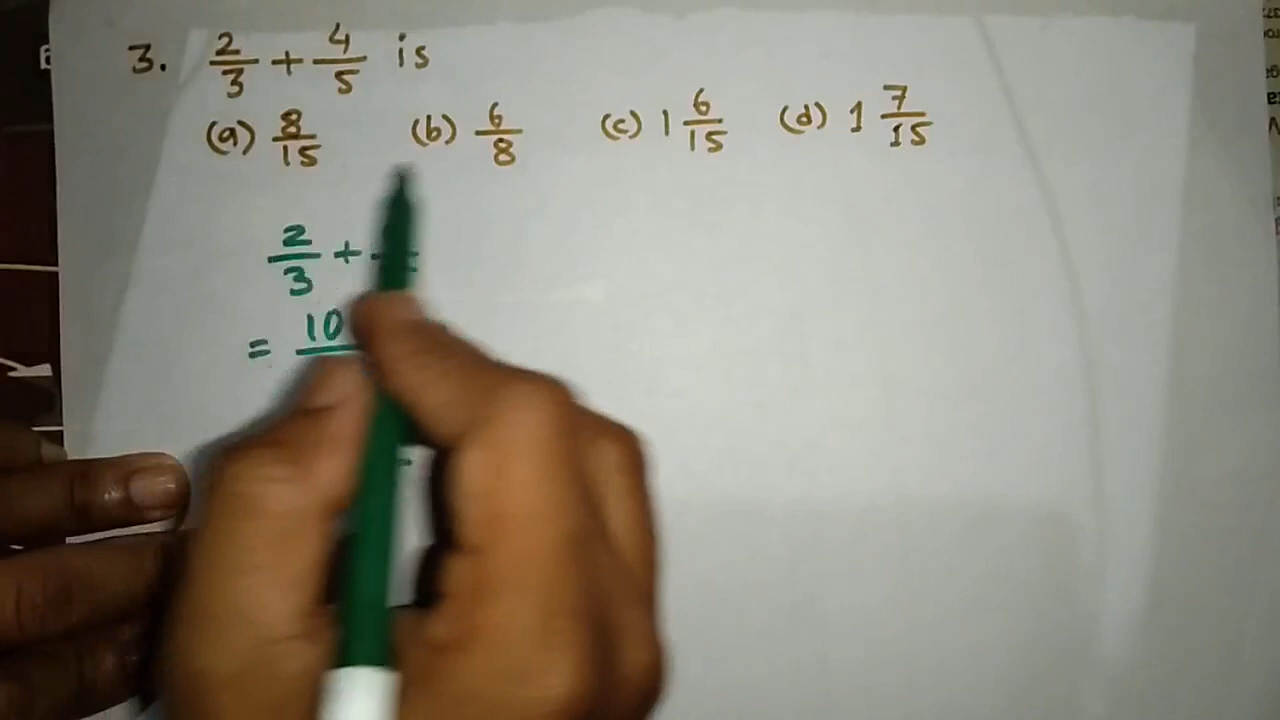 3. 2/3 + 4/5 is
(a) 8/15 (b) 6/8 (c) 1 6/15 (d) 1 7/15
2/3 +
= 10